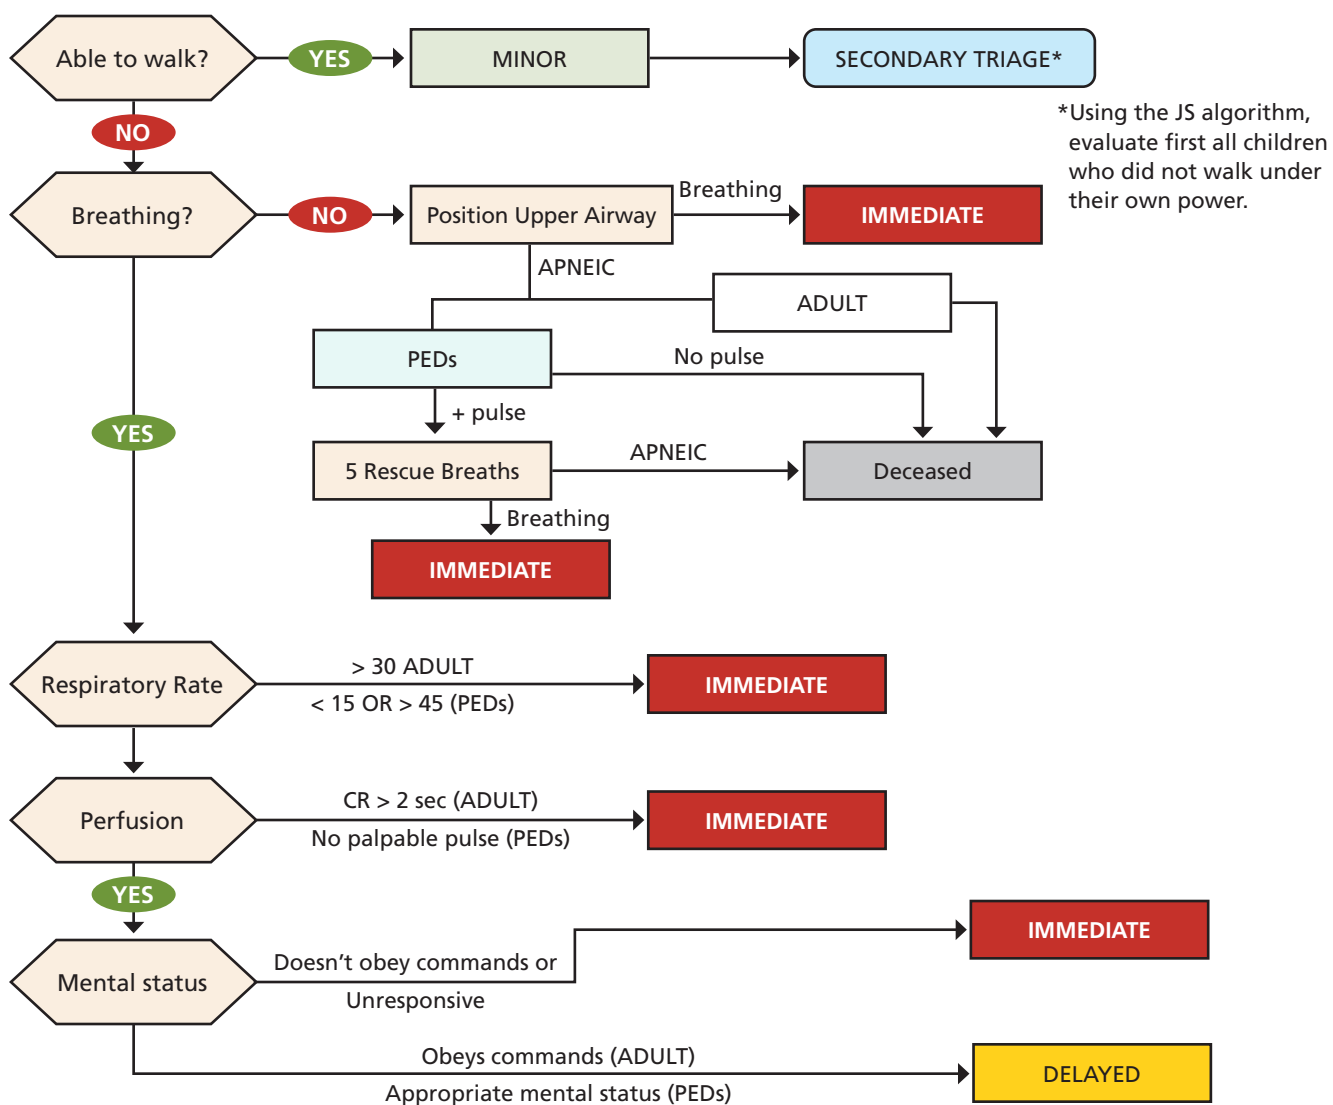 Able to walk?
YES
MINOR
SECONDARY TRIAGE*
*Using the JS algorithm,
evaluate first all children
who did not walk under
their own power.
NO
Breathing?
NO
Position Upper Airway
Breathing
IMMEDIATE
APNEIC
ADULT
PEDs
No pulse
+ pulse
YES
5 Rescue Breaths
APNEIC
Deceased
Breathing
IMMEDIATE
Respiratory Rate
> 30 ADULT
< 15 OR > 45 (PEDs)
IMMEDIATE
Perfusion
CR > 2 sec (ADULT)
No palpable pulse (PEDs)
IMMEDIATE
YES
Mental status
Doesn't obey commands or
Unresponsive
IMMEDIATE
Obeys commands (ADULT)
Appropriate mental status (PEDs)
DELAYED